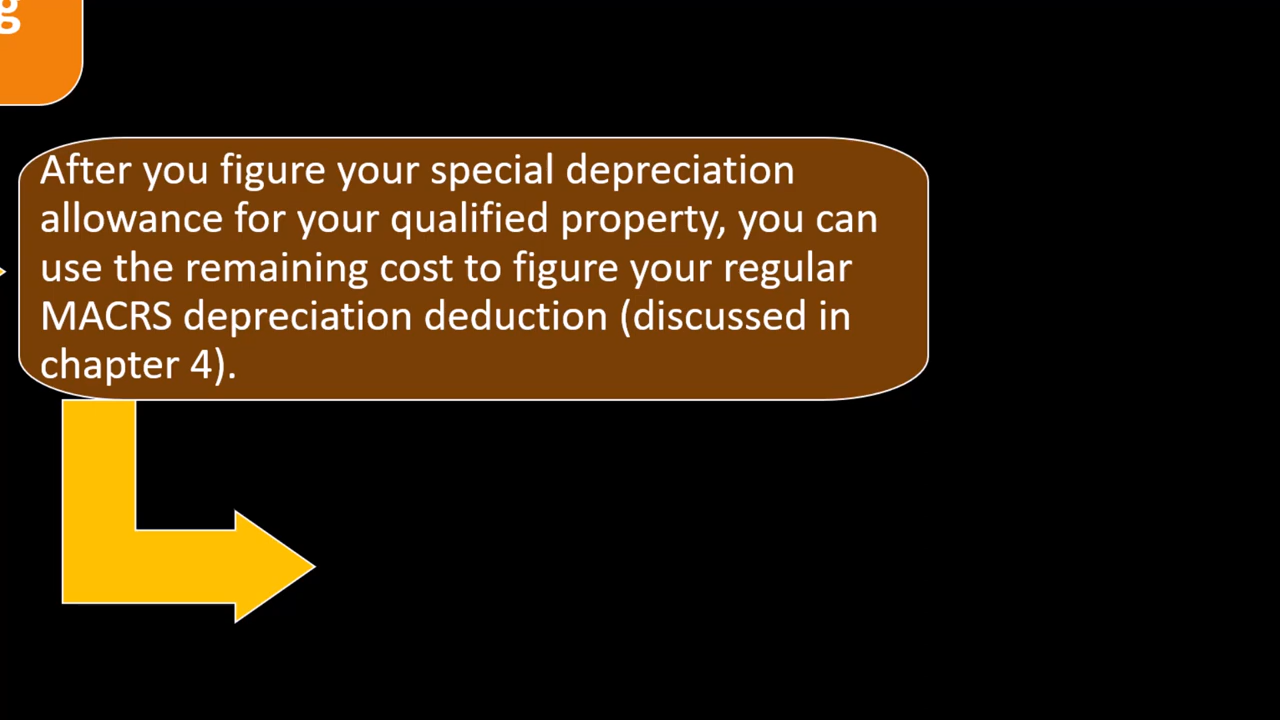 g
After you figure your special depreciation
allowance for your qualified property, you can
use the remaining cost to figure your regular
MACRS depreciation deduction (discussed in
chapter 4).